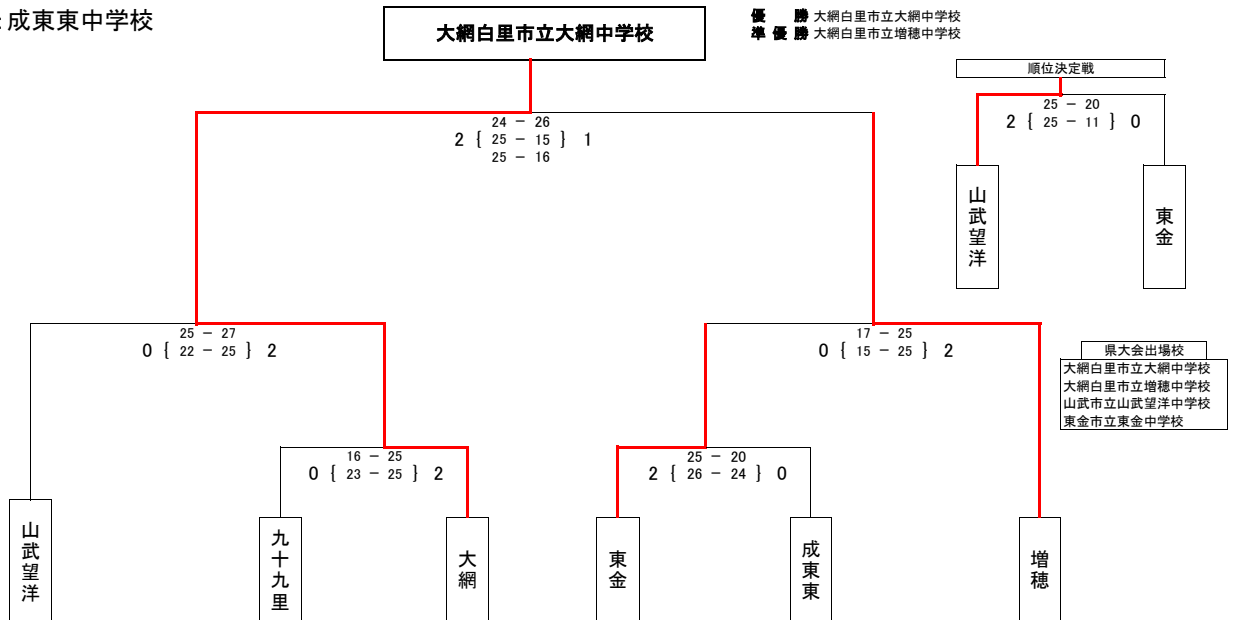 成東東中学校
大網白里市立大網中学校
優　勝 大網白里市立大網中学校
準 優 勝 大網白里市立増穂中学校
順位決定戦
25 － 20
2 { 25 － 11 } 0
山武望洋
東金
24 － 26
2 { 25 － 15 } 1
25 － 16
25 － 27
0 { 22 － 25 } 2
17 － 25
0 { 15 － 25 } 2
県大会出場校
大網白里市立大網中学校
大網白里市立増穂中学校
山武市立山武望洋中学校
東金市立東金中学校
16 － 25
0 { 23 － 25 } 2
25 － 20
2 { 26 － 24 } 0
山武望洋
九十九里
大網
東金
成東東
増穂